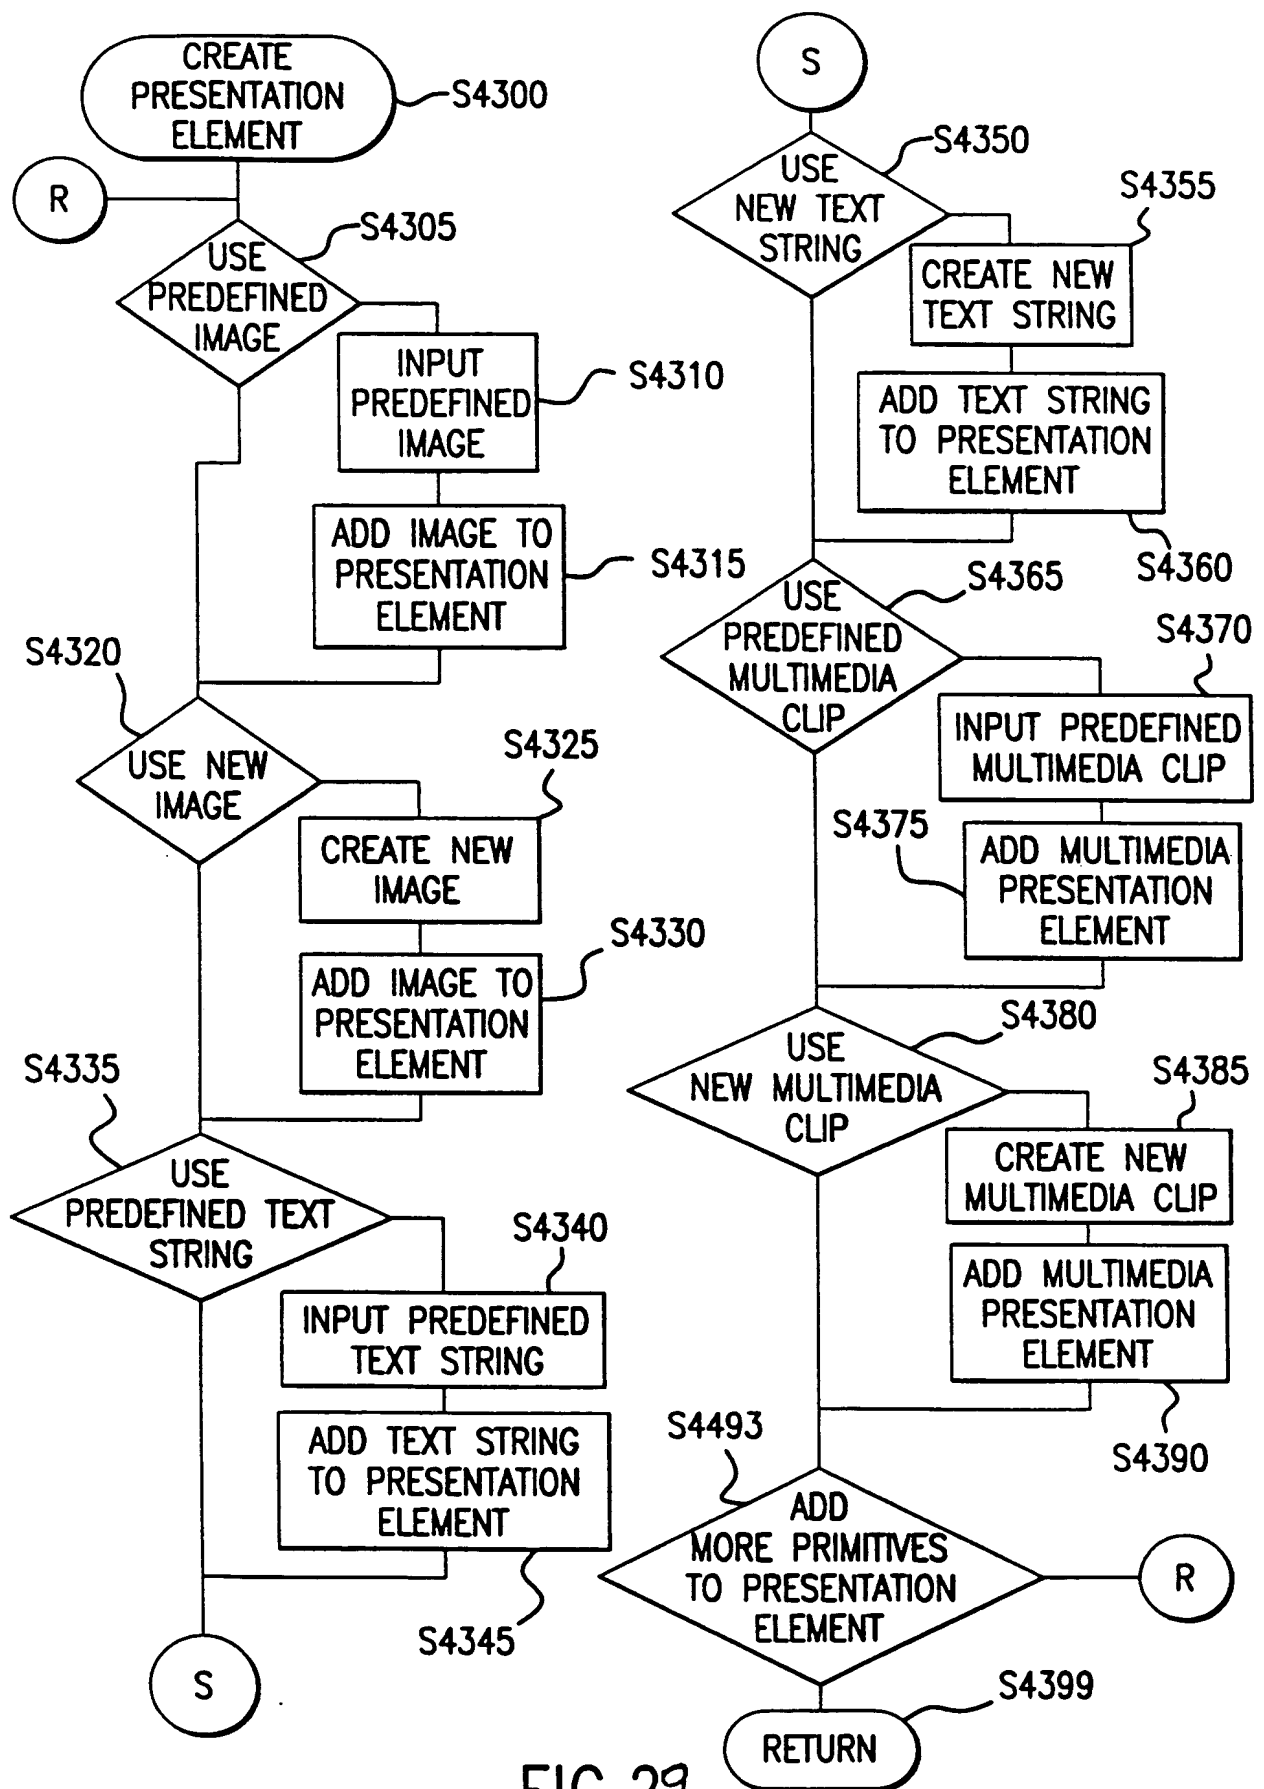 CREATE
PRESENTATION
ELEMENT
S4300
R
S4305
USE
PREDEFINED
IMAGE
INPUT
PREDEFINED
IMAGE
S4310
ADD IMAGE TO
PRESENTATION
ELEMENT
S4315
S4320
USE NEW
IMAGE
S4325
CREATE NEW
IMAGE
S4330
ADD IMAGE TO
PRESENTATION
ELEMENT
S4335
USE
PREDEFINED TEXT
STRING
S4340
INPUT PREDEFINED
TEXT STRING
ADD TEXT STRING
TO PRESENTATION
ELEMENT
S4345
S
S
S4350
USE
NEW TEXT
STRING
S4355
CREATE NEW
TEXT STRING
ADD TEXT STRING
TO PRESENTATION
ELEMENT
S4360
S4365
USE
PREDEFINED
MULTIMEDIA
CLIP
S4370
INPUT PREDEFINED
MULTIMEDIA CLIP
S4375
ADD MULTIMEDIA
PRESENTATION
ELEMENT
S4380
USE
NEW MULTIMEDIA
CLIP
S4385
CREATE NEW
MULTIMEDIA CLIP
ADD MULTIMEDIA
PRESENTATION
ELEMENT
S4390
S4493
ADD
MORE PRIMITIVES
TO PRESENTATION
ELEMENT
R
S4399
RETURN
FIG. 29